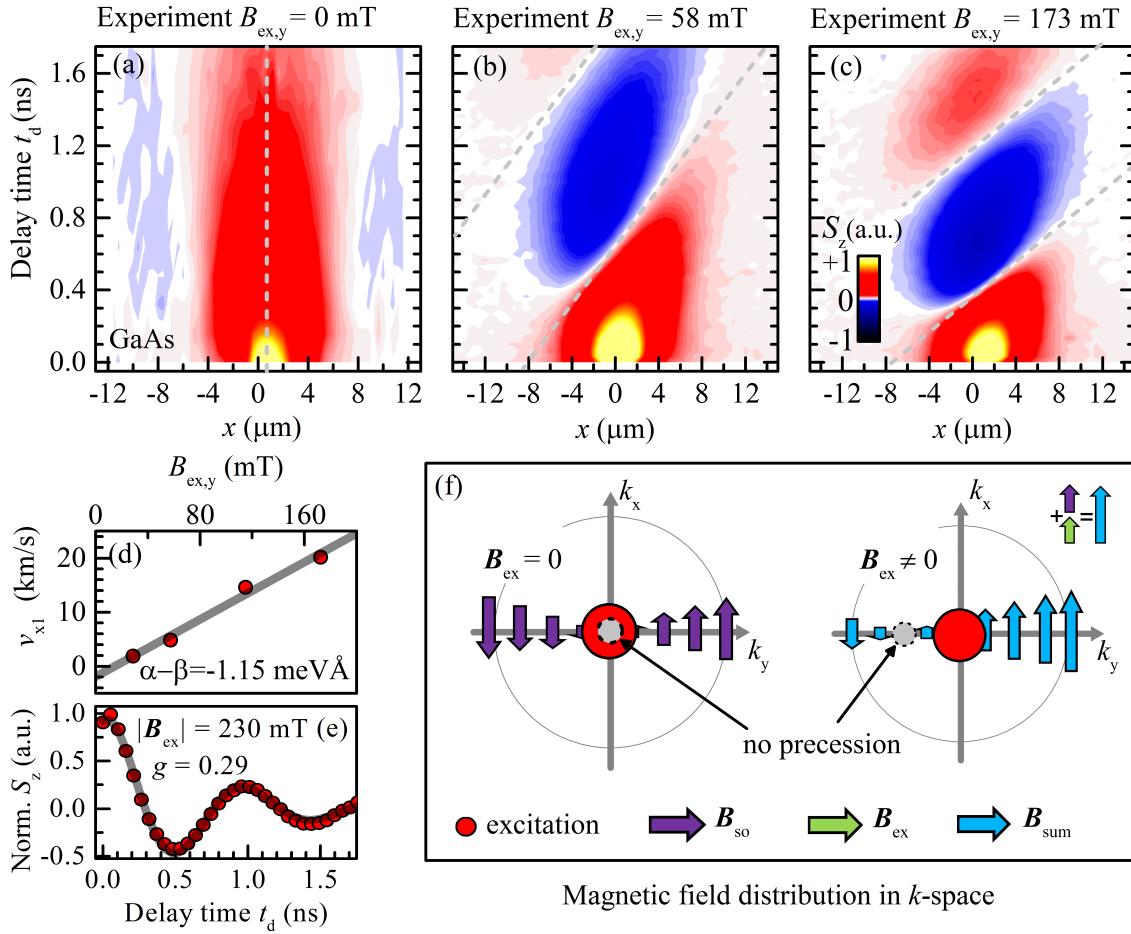 Experiment B_ex,y = 0 mT
Experiment B_ex,y = 58 mT
Experiment B_ex,y = 173 mT
Delay time t_d (ns)
1.6
1.2
0.8
0.4
0.0
(a)
GaAs
(b)
(c)
S_z(a.u.)
+1
0
-1
-12 -8 -4 0 4 8 12
-12 -8 -4 0 4 8 12
-12 -8 -4 0 4 8 12
x (μm)
x (μm)
x (μm)
B_ex,y (mT)
0 80 160
v_x1 (km/s)
20
10
0
(d)
α−β=-1.15 meVÅ
Norm. S_z (a.u.)
1.0
0.5
0.0
-0.5
|B_ex| = 230 mT (e)
g = 0.29
0.0 0.5 1.0 1.5
Delay time t_d (ns)
(f)
k_x
k_x
+ =
B_ex = 0
B_ex ≠ 0
k_y
k_y
no precession
excitation B_so B_ex B_sum
Magnetic field distribution in k-space